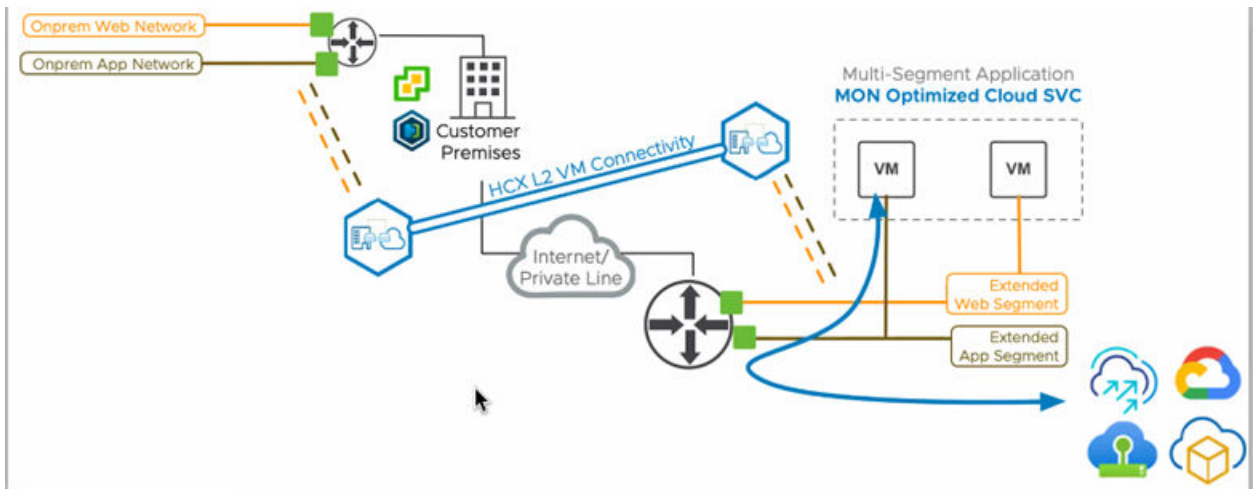 Onprem Web Network
Onprem App Network
Customer
Premises
HCX L2 VM Connectivity
Internet/
Private Line
Multi-Segment Application
MON Optimized Cloud SVC
VM
VM
Extended
Web Segment
Extended
App Segment